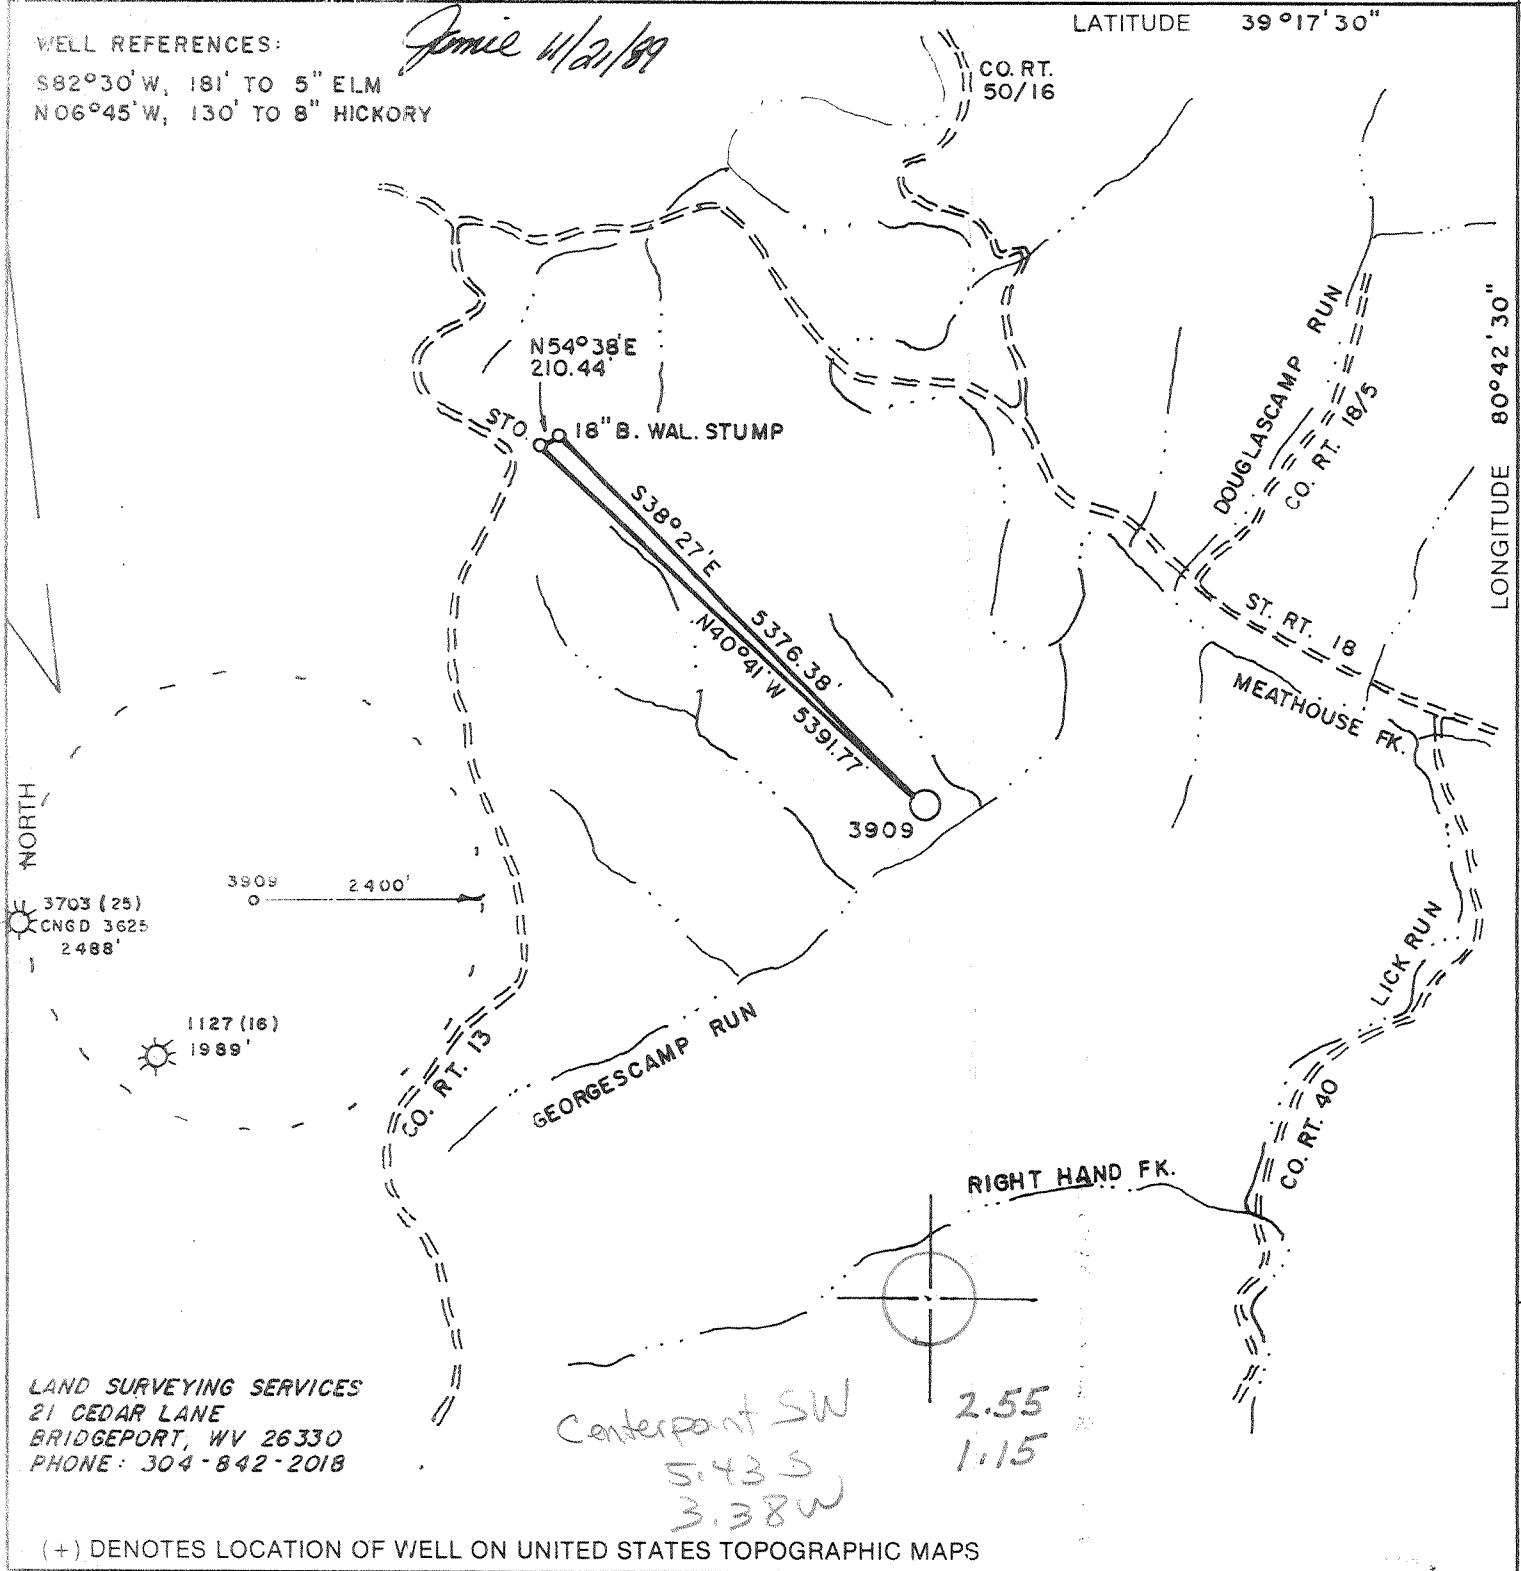 LATITUDE 39°17'30"
WELL REFERENCES:
Jamie 11/21/89
S82°30'W, 181' TO 5" ELM
N06°45'W, 130' TO 8" HICKORY
CO. RT.
50/16
LONGITUDE 80°42'30"
DOUGLASCAMP RUN
CO. RT. 18/5
N54°38'E
210.44'
STO.
18" B. WAL. STUMP
S38°27'E 5376.38'
N40°41'W 5391.77'
ST. RT. 18
MEATHOUSE FK.
NORTH
3909
3909
2400'
3703 (25)
CNGD 3625
2488'
1127 (16)
1989'
LICK RUN
CO. RT. 13
GEORGESCAMP RUN
CO. RT. 40
RIGHT HAND FK.
LAND SURVEYING SERVICES
21 CEDAR LANE
BRIDGEPORT, WV 26330
PHONE: 304-842-2018
Centerpoint SW
5.43 S
3.38 W
2.55
1.15
(+) DENOTES LOCATION OF WELL ON UNITED STATES TOPOGRAPHIC MAPS